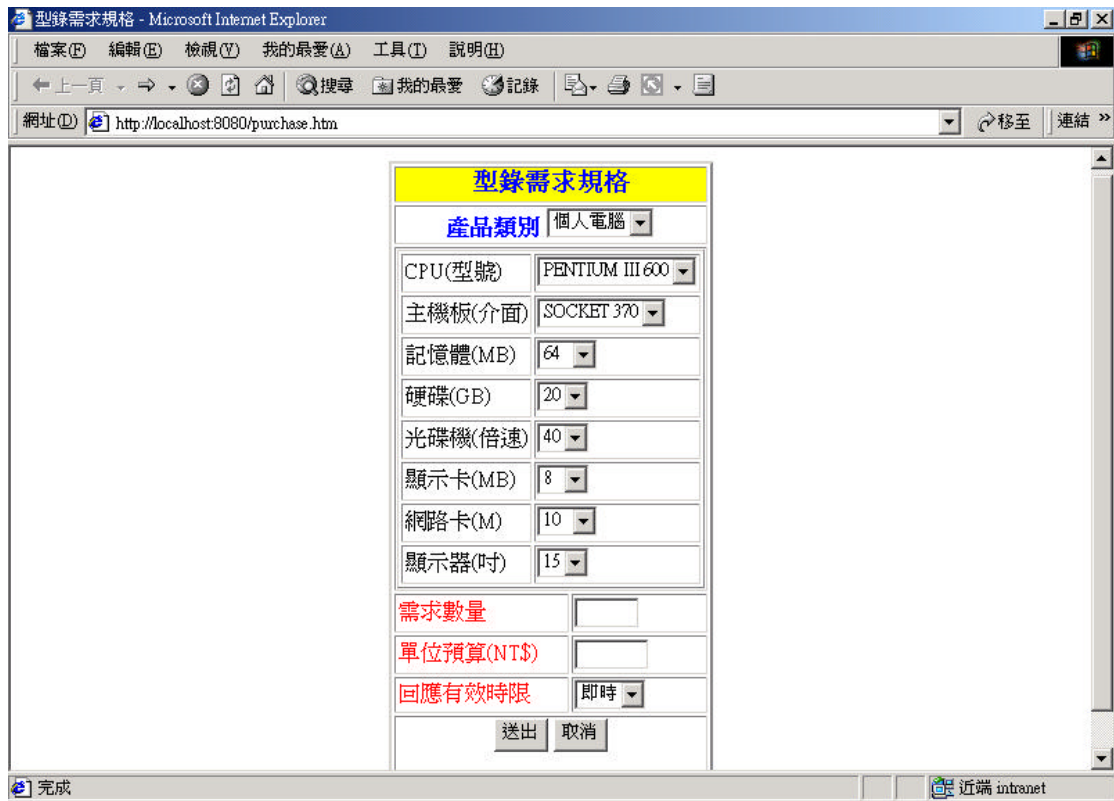 型錄需求規格 - Microsoft Internet Explorer
檔案(F) 編輯(E) 檢視(V) 我的最愛(A) 工具(T) 說明(H)
上一頁 搜尋 我的最愛 記錄
網址(D) http://localhost:8080/purchase.htm 移至 連結 »
型錄需求規格
產品類別 個人電腦
CPU(型號) PENTIUM III 600
主機板(介面) SOCKET 370
記憶體(MB) 64
硬碟(GB) 20
光碟機(倍速) 40
顯示卡(MB) 8
網路卡(M) 10
顯示器(吋) 15
需求數量
單位預算(NT$)
回應有效時限 即時
送出 取消
完成 近端 intranet